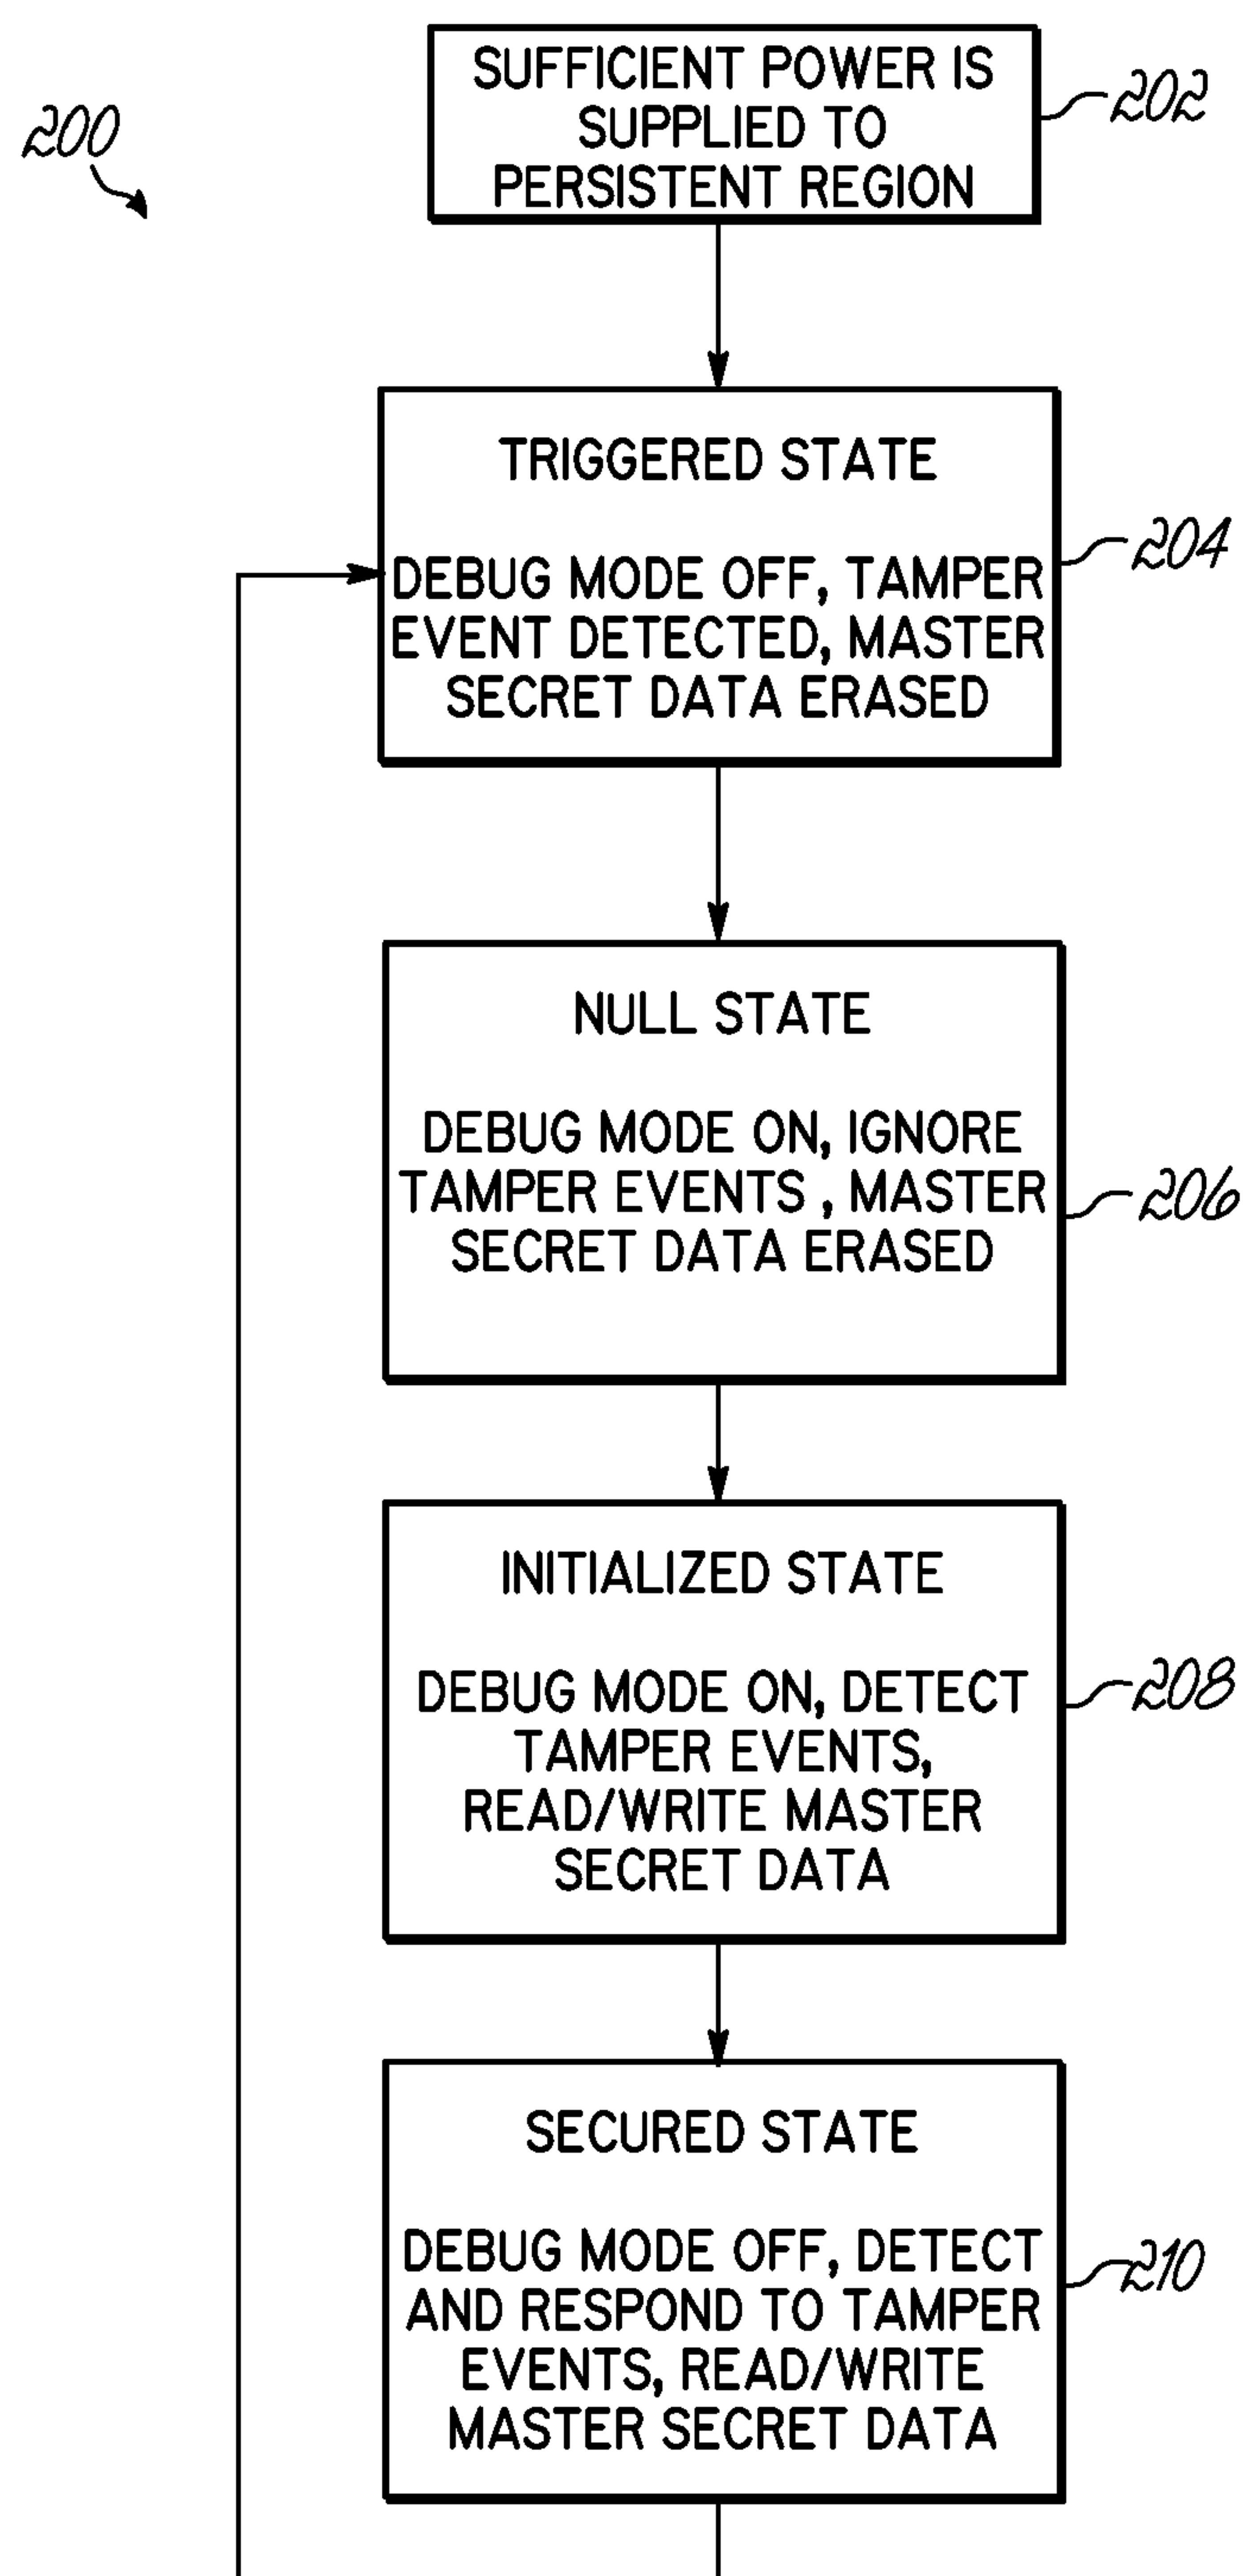 200
SUFFICIENT POWER IS
SUPPLIED TO
PERSISTENT REGION
202
TRIGGERED STATE
DEBUG MODE OFF, TAMPER
EVENT DETECTED, MASTER
SECRET DATA ERASED
204
NULL STATE
DEBUG MODE ON, IGNORE
TAMPER EVENTS , MASTER
SECRET DATA ERASED
206
INITIALIZED STATE
DEBUG MODE ON, DETECT
TAMPER EVENTS,
READ/WRITE MASTER
SECRET DATA
208
SECURED STATE
DEBUG MODE OFF, DETECT
AND RESPOND TO TAMPER
EVENTS, READ/WRITE
MASTER SECRET DATA
210